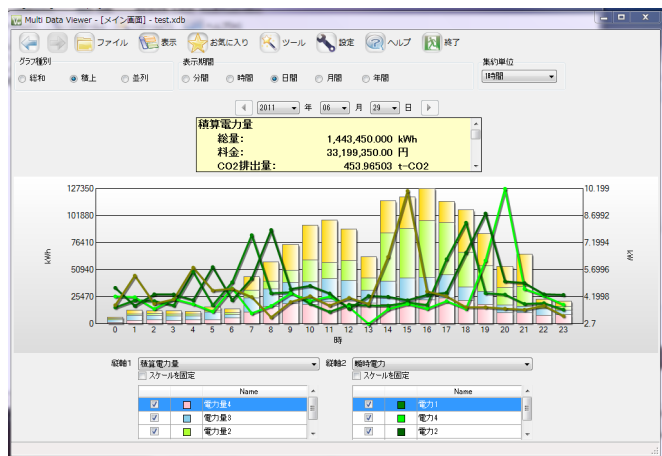 Multi Data Viewer - [メイン画面] - test.xdb
ファイル 表示 お気に入り ツール 設定 ヘルプ 終了
グラフ種別 表示期間 集約単位
総和 積上 並列 分間 時間 日間 月間 年間 1時間
2011 年 06 月 29 日
積算電力量
総量: 1,443,450.000 kWh
料金: 33,199,350.00 円
CO2排出量: 453.96503 t-CO2
127350 10.199
101880 8.6992
76410 7.1994
kWh kW
50940 5.6996
25470 4.1998
0 2.7
0 1 2 3 4 5 6 7 8 9 10 11 12 13 14 15 16 17 18 19 20 21 22 23
時
縦軸1 積算電力量 縦軸2 瞬時電力
スケールを固定 スケールを固定
Name Name
電力量4 電力1
電力量3 電力4
電力量2 電力2